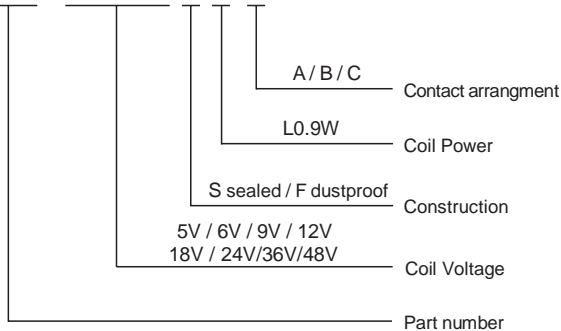 A / B / C
Contact arrangment
L0.9W
Coil Power
S sealed / F dustproof
Construction
5V / 6V / 9V / 12V
18V / 24V/36V/48V
Coil Voltage
Part number